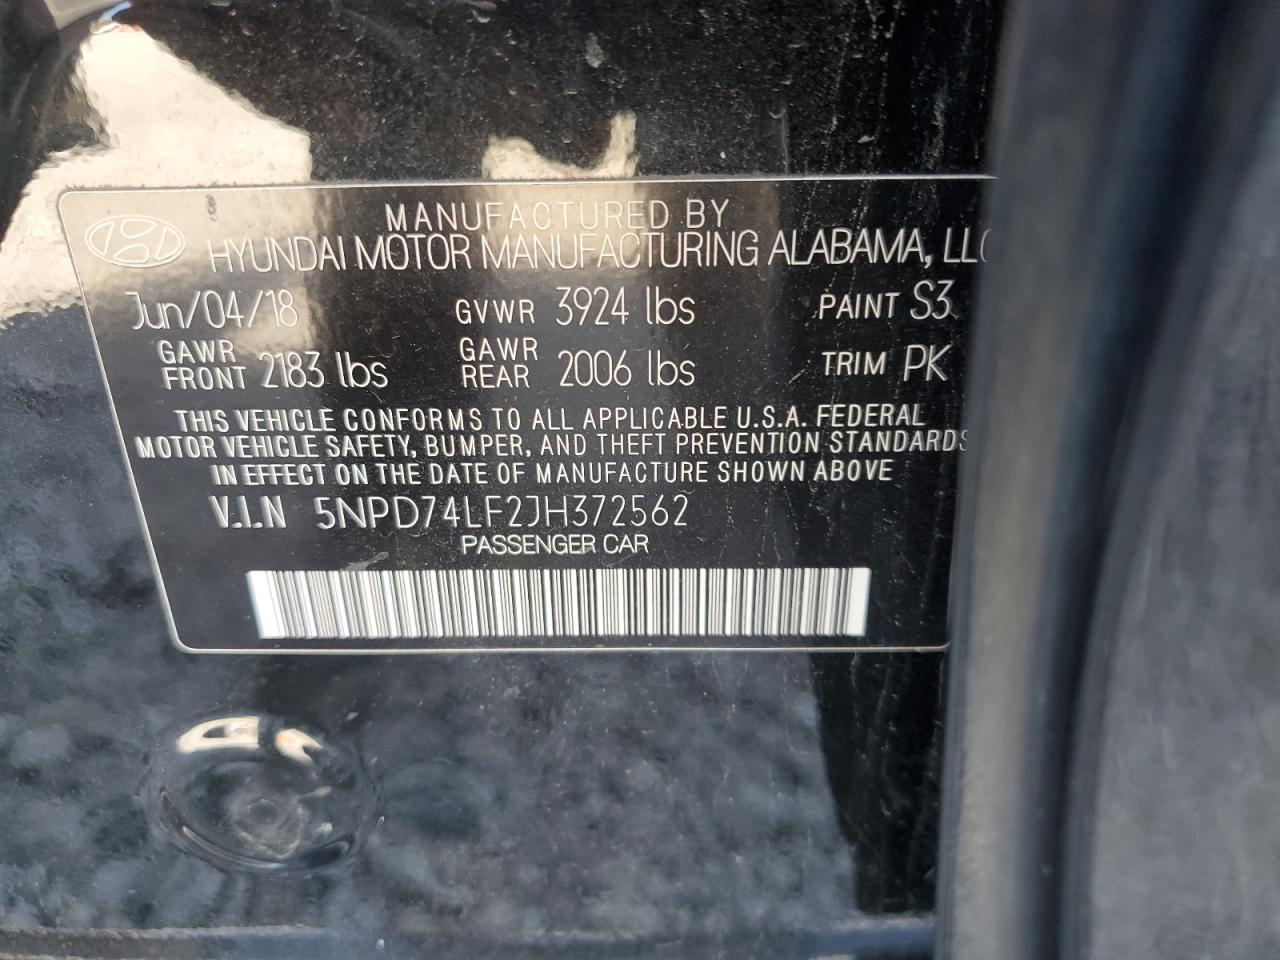 MANUFACTURED BY
HYUNDAI MOTOR MANUFACTURING ALABAMA, LLC
Jun/04/18 GVWR 3924 lbs PAINT S3
GAWR FRONT 2183 lbs GAWR REAR 2006 lbs TRIM PK
THIS VEHICLE CONFORMS TO ALL APPLICABLE U.S.A. FEDERAL
MOTOR VEHICLE SAFETY, BUMPER, AND THEFT PREVENTION STANDARDS
IN EFFECT ON THE DATE OF MANUFACTURE SHOWN ABOVE
V.I.N 5NPD74LF2JH372562
PASSENGER CAR